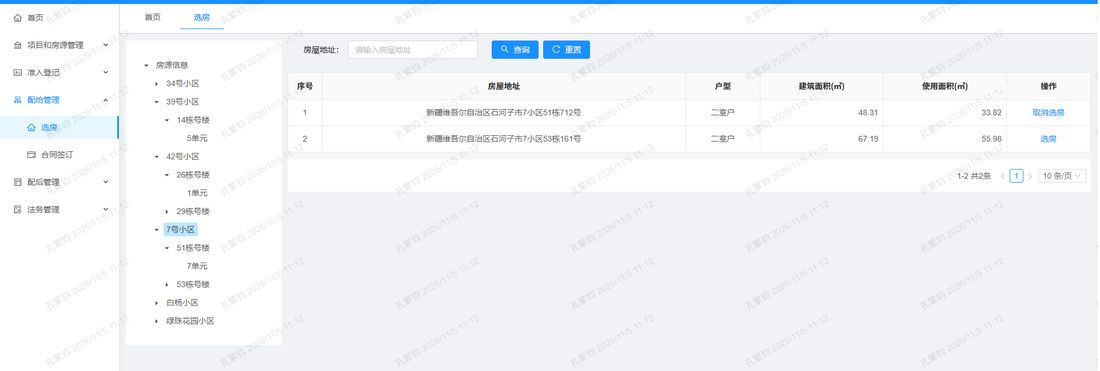 首页
项目和房源管理
准入登记
配给管理
选房
合同签订
配后管理
法务管理
首页 选房
房源信息
34号小区
39号小区
14栋号楼
5单元
42号小区
26栋号楼
1单元
29栋号楼
7号小区
51栋号楼
7单元
53栋号楼
白杨小区
绿珠花园小区
房屋地址: 请输入房屋地址 查询 重置
序号 房屋地址 户型 建筑面积(㎡) 使用面积(㎡) 操作
1 新疆维吾尔自治区石河子市7小区51栋712号 二室户 48.31 33.82 取消选房
2 新疆维吾尔自治区石河子市7小区53栋161号 二室户 67.19 55.98 选房
1-2 共2条 1 10 条/页
孔繁钧 2026/11/5 11:12